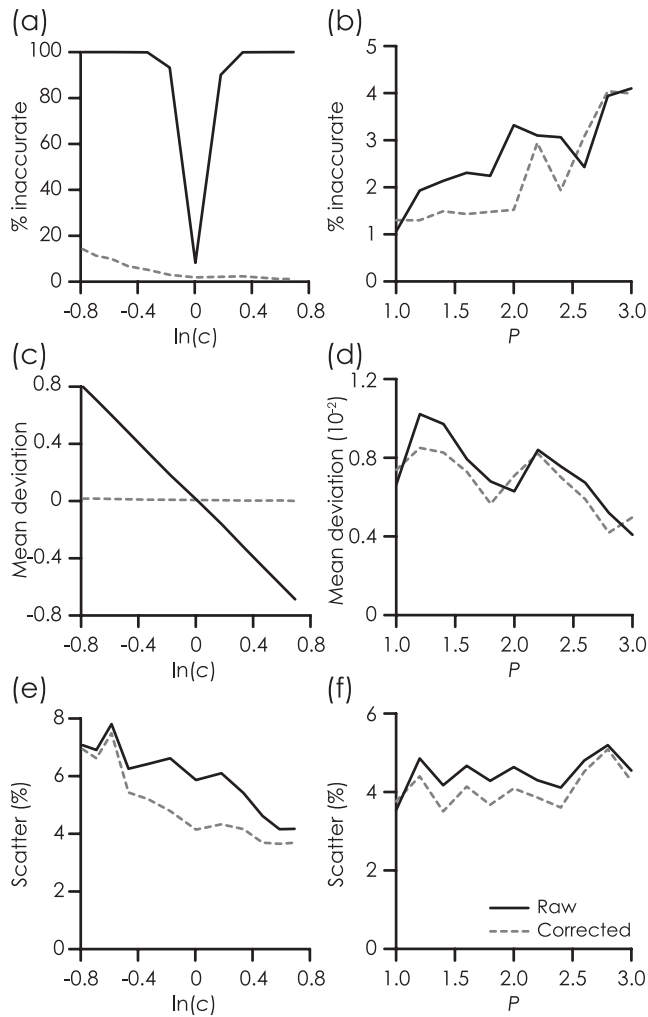 (a)
% inaccurate
100
80
60
40
20
0
-0.8 -0.4 0 0.4 0.8
ln(c)
(b)
% inaccurate
5
4
3
2
1
0
1.0 1.5 2.0 2.5 3.0
P
(c)
Mean deviation
0.8
0.4
0
-0.4
-0.8
-0.8 -0.4 0 0.4 0.8
ln(c)
(d)
Mean deviation (10⁻²)
1.2
0.8
0.4
0
1.0 1.5 2.0 2.5 3.0
P
(e)
Scatter (%)
8
6
4
2
0
-0.8 -0.4 0 0.4 0.8
ln(c)
(f)
Scatter (%)
6
4
2
0
Raw
Corrected
1.0 1.5 2.0 2.5 3.0
P